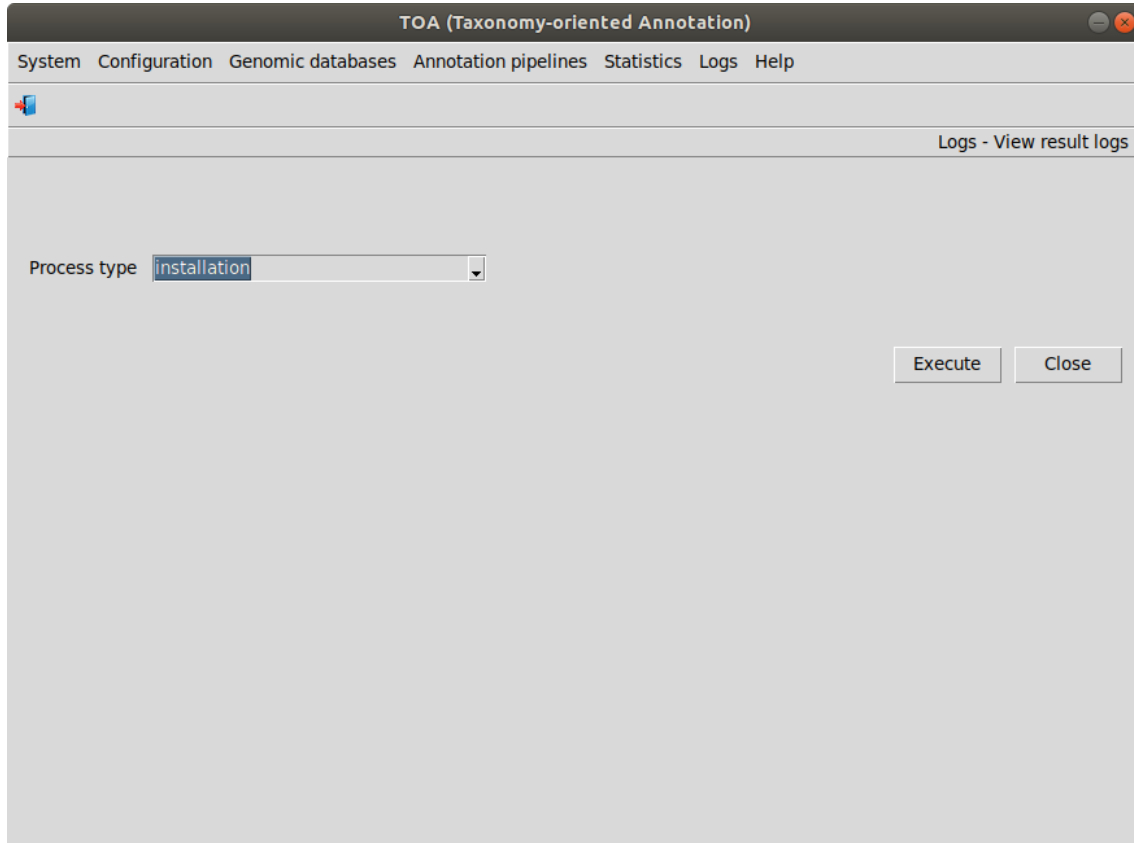 TOA (Taxonomy-oriented Annotation)
System Configuration Genomic databases Annotation pipelines Statistics Logs Help
Logs - View result logs
Process type installation
Execute Close